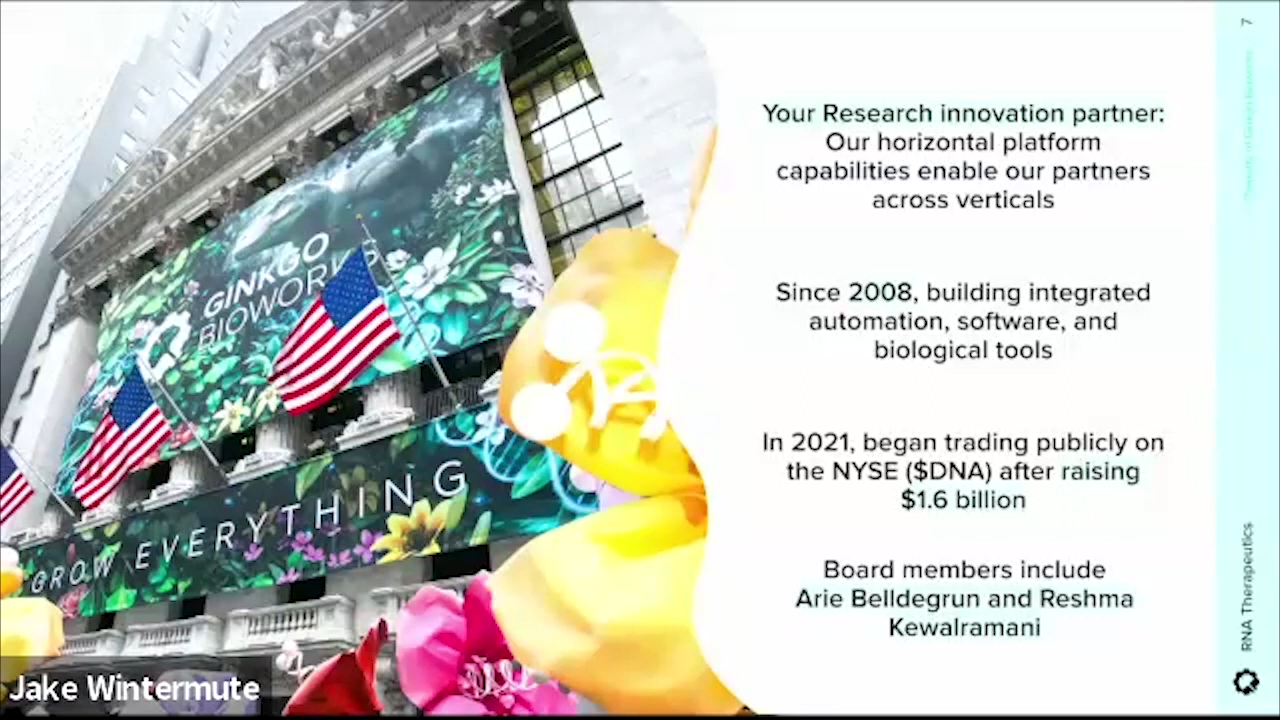 GINKGO
BIOWORKS
GROW EVERYTHING
Your Research innovation partner:
Our horizontal platform
capabilities enable our partners
across verticals
Since 2008, building integrated
automation, software, and
biological tools
In 2021, began trading publicly on
the NYSE ($DNA) after raising
$1.6 billion
Board members include
Arie Belldegrun and Reshma
Kewalramani
7
RNA Therapeutics
Jake Wintermute